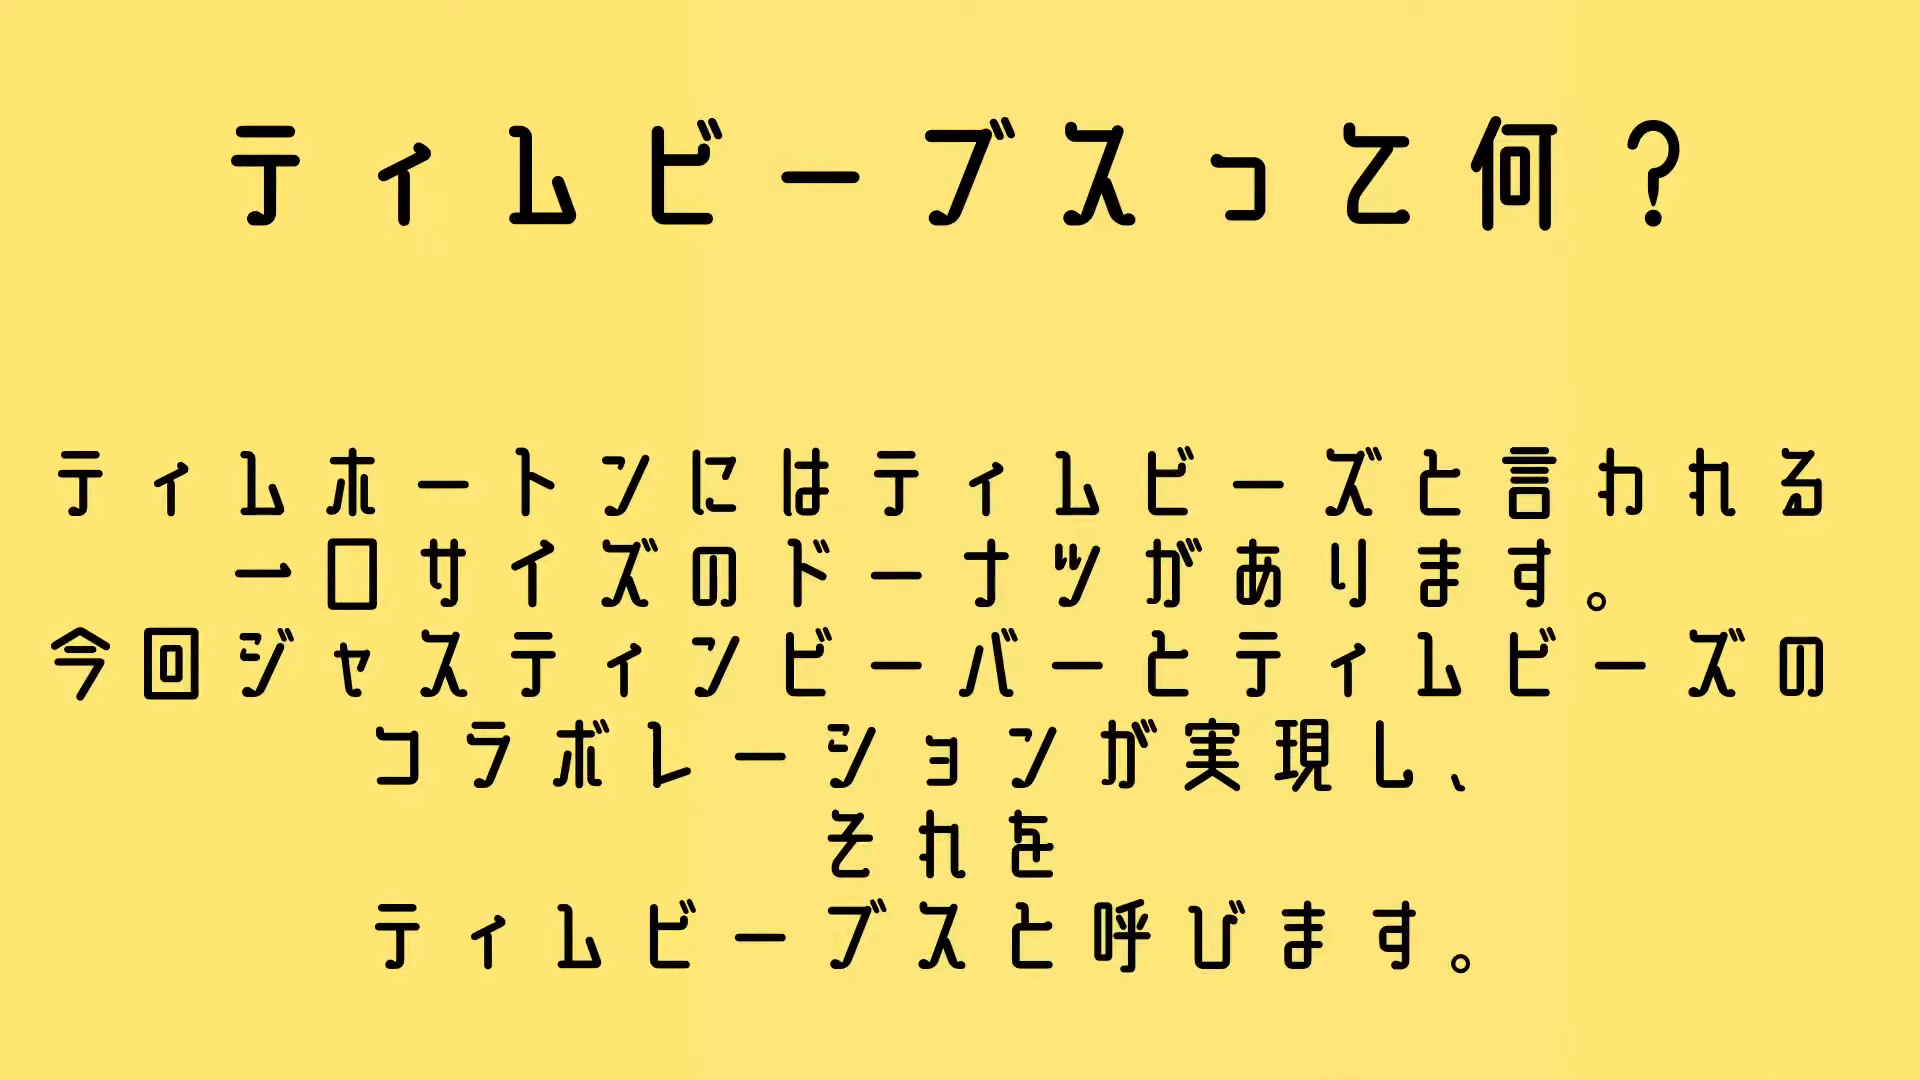 ティムビーブスって何？
ティムホートンにはティムビーズと言われる
一口サイズのドーナツがあります。
今回ジャスティンビーバーとティムビーズの
コラボレーションが実現し、
それを
ティムビーブスと呼びます。